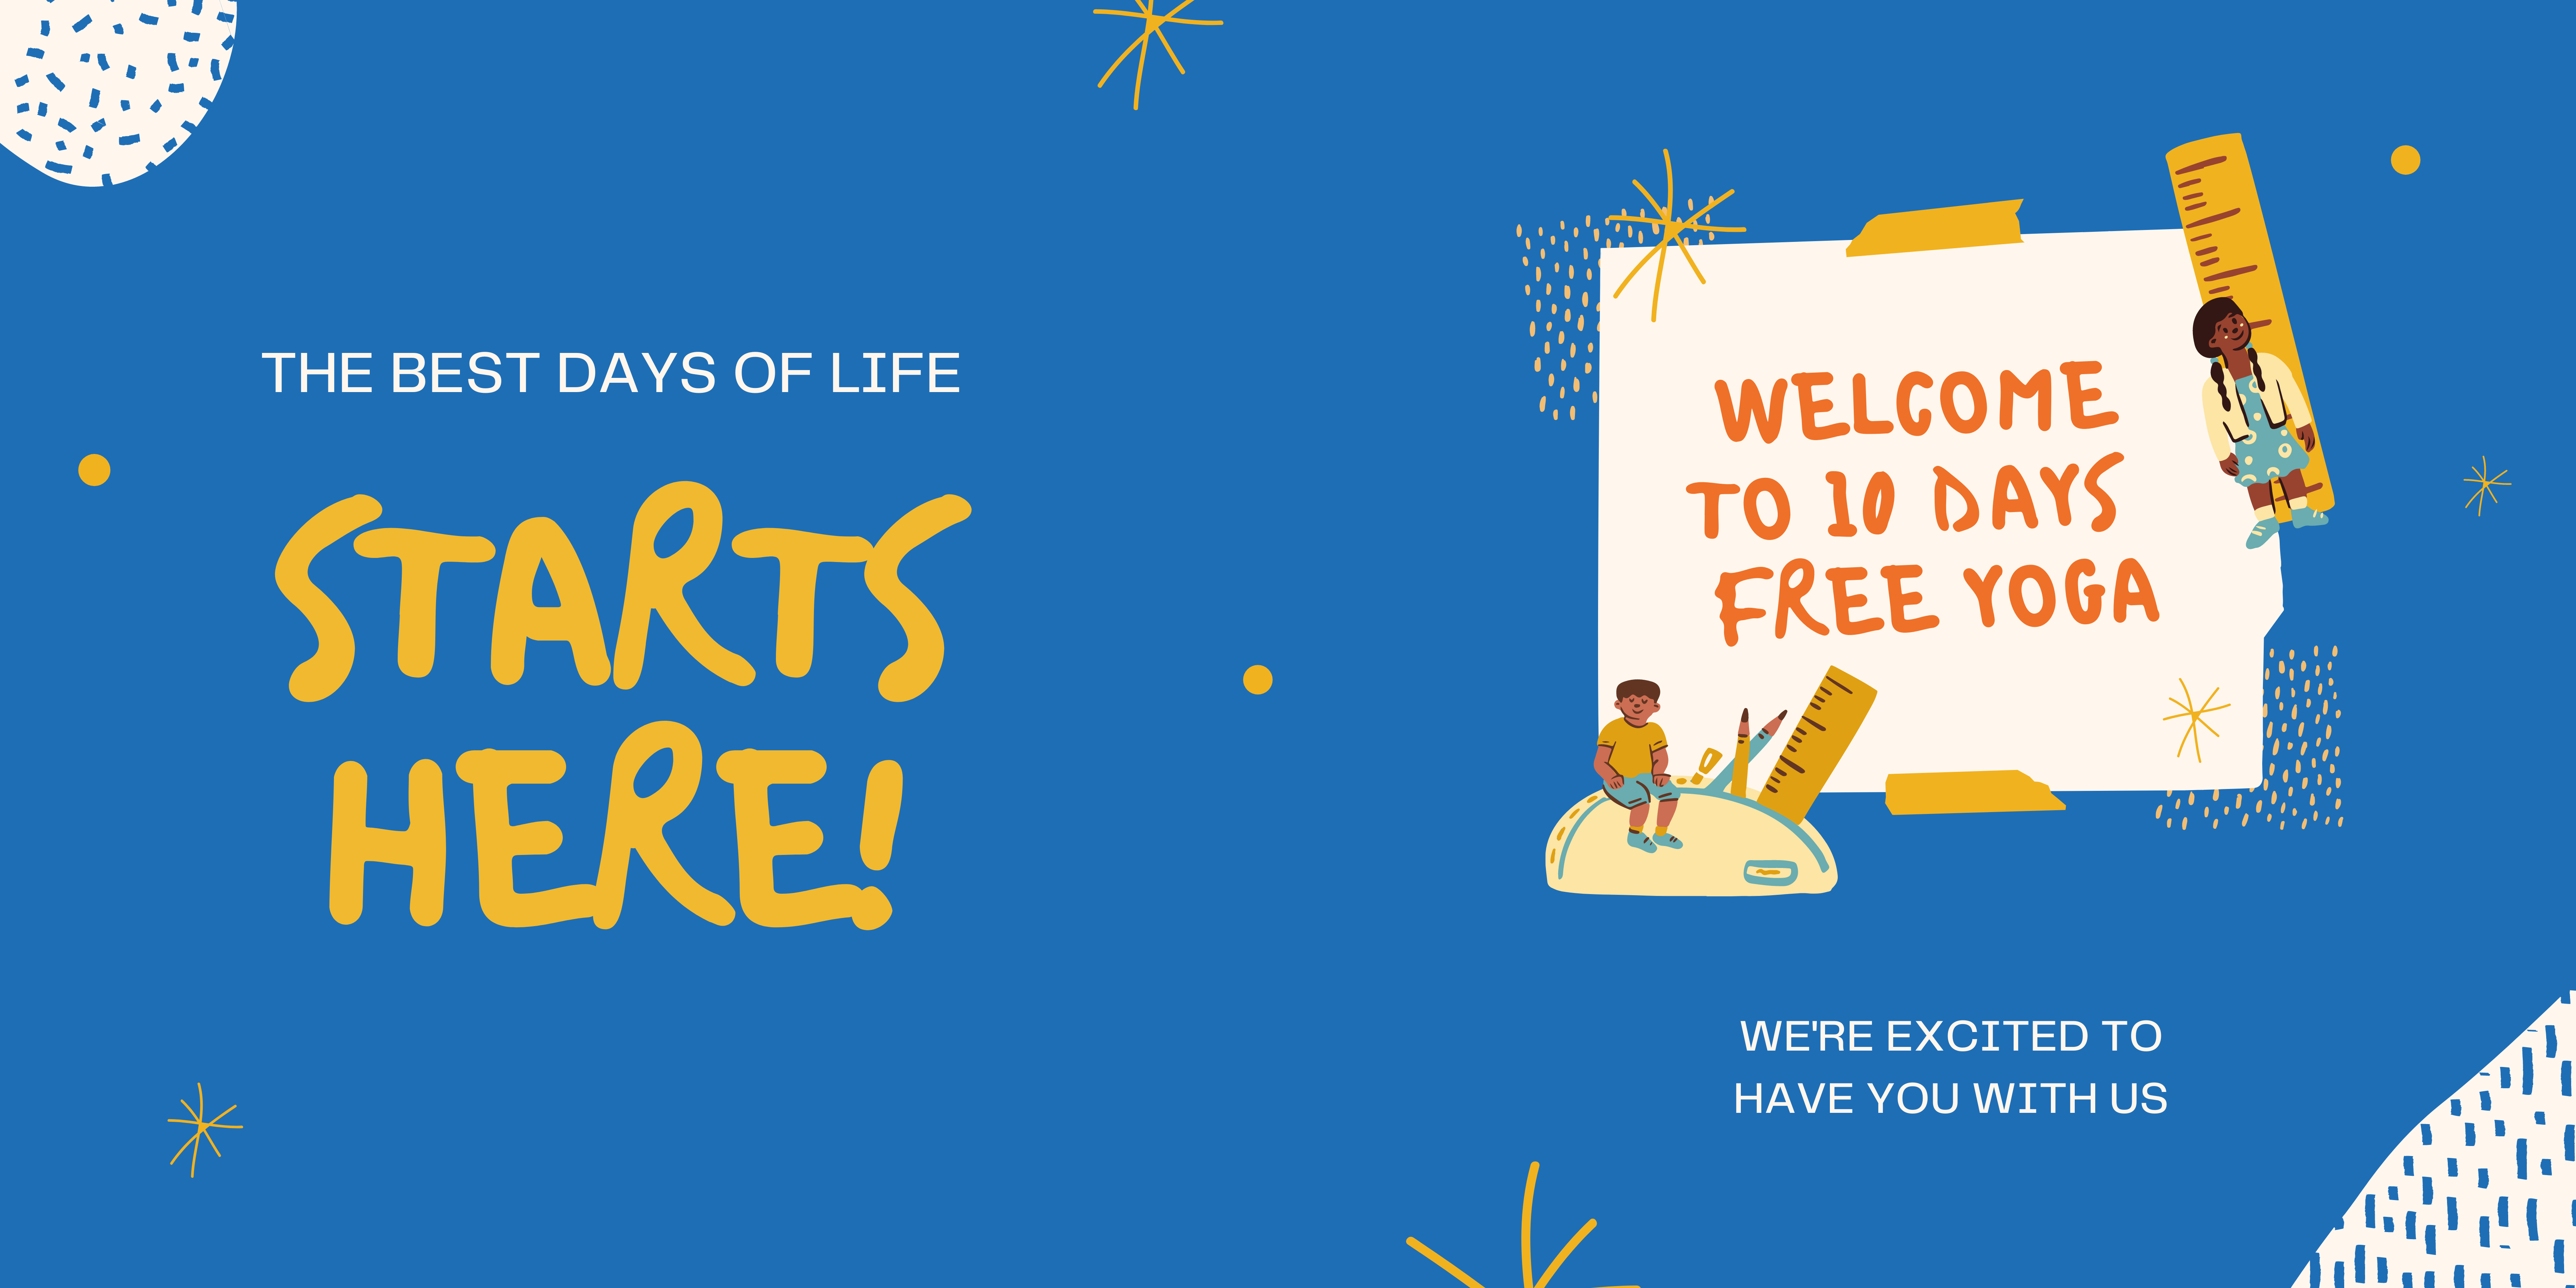 THE BEST DAYS OF LIFE
STARTS
HERE!
WELCOME
TO 10 DAYS
FREE YOGA
WE'RE EXCITED TO
HAVE YOU WITH US